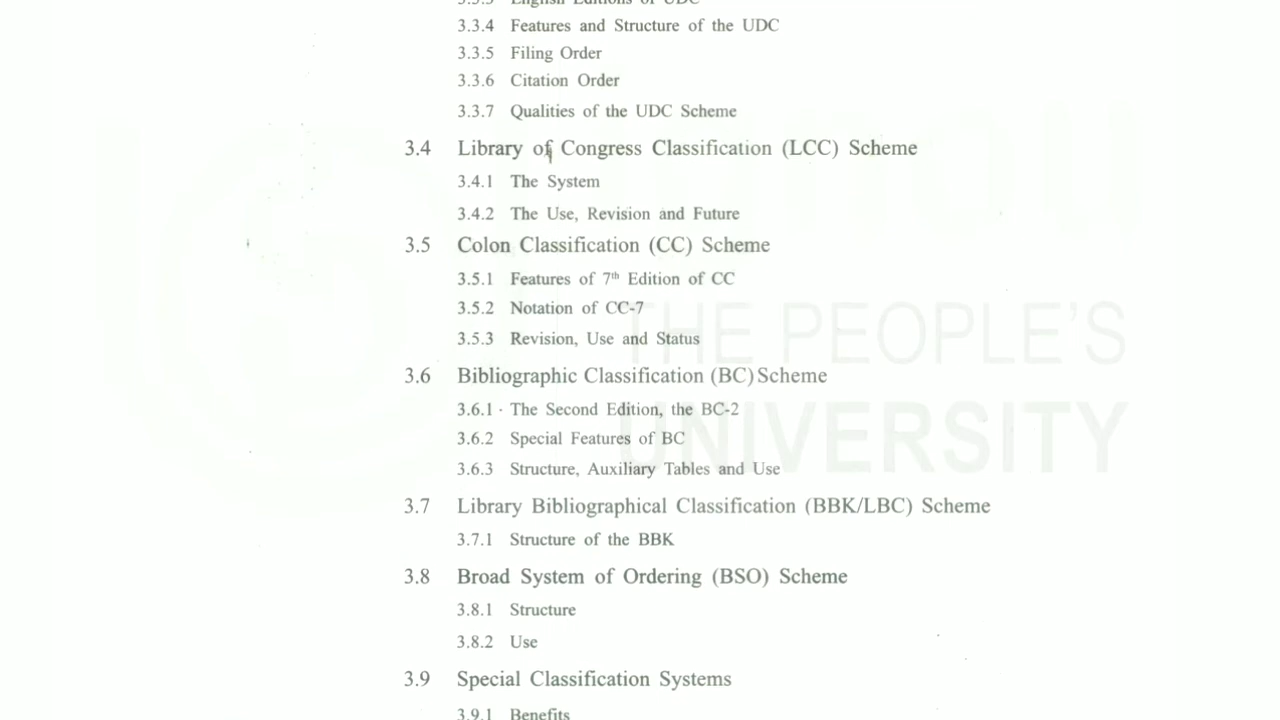 3.3.3 English Editions of UDC
3.3.4 Features and Structure of the UDC
3.3.5 Filing Order
3.3.6 Citation Order
3.3.7 Qualities of the UDC Scheme
3.4 Library of Congress Classification (LCC) Scheme
3.4.1 The System
3.4.2 The Use, Revision and Future
3.5 Colon Classification (CC) Scheme
3.5.1 Features of 7th Edition of CC
3.5.2 Notation of CC-7
3.5.3 Revision, Use and Status
THE PEOPLE'S
UNIVERSITY
3.6 Bibliographic Classification (BC) Scheme
3.6.1 The Second Edition, the BC-2
3.6.2 Special Features of BC
3.6.3 Structure, Auxiliary Tables and Use
3.7 Library Bibliographical Classification (BBK/LBC) Scheme
3.7.1 Structure of the BBK
3.8 Broad System of Ordering (BSO) Scheme
3.8.1 Structure
3.8.2 Use
3.9 Special Classification Systems
3.9.1 Benefits